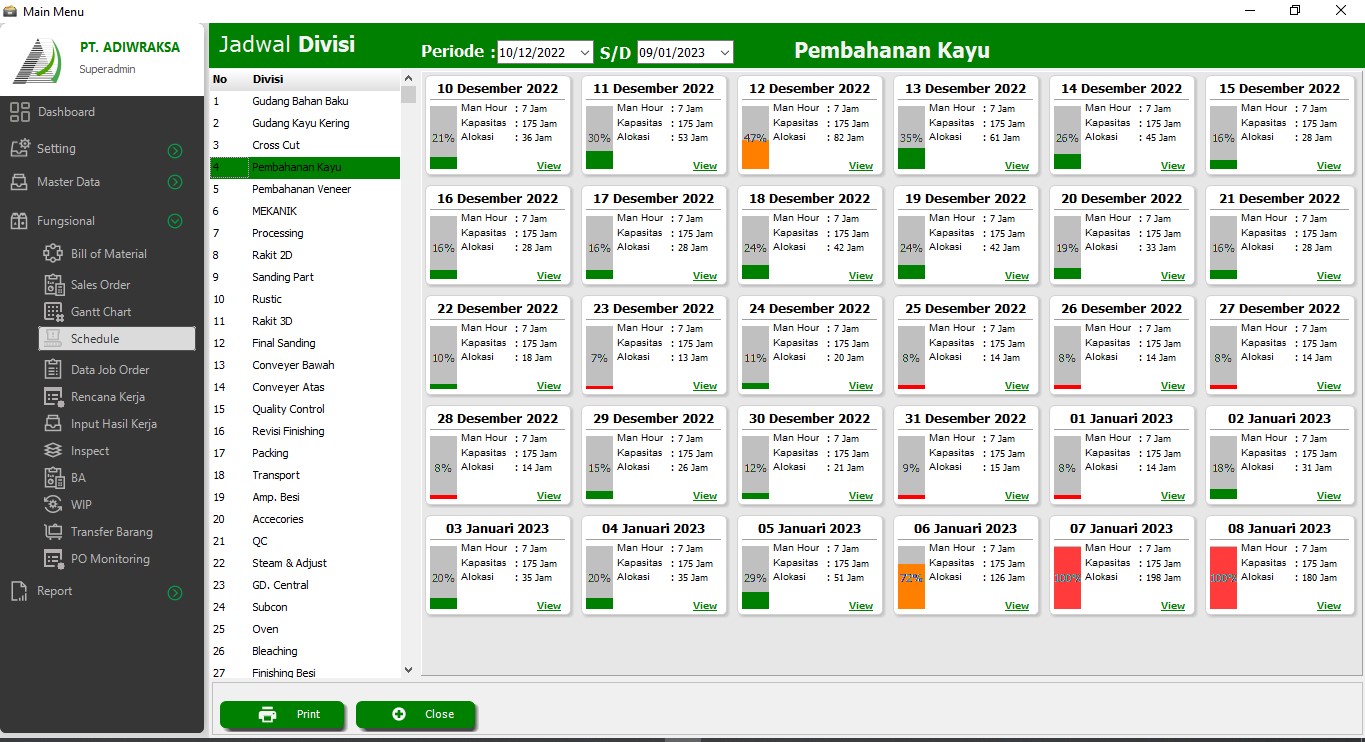 Main Menu
PT. ADIWRAKSA
Superadmin
Dashboard
Setting
Master Data
Fungsional
Bill of Material
Sales Order
Gantt Chart
Schedule
Data Job Order
Rencana Kerja
Input Hasil Kerja
Inspect
BA
WIP
Transfer Barang
PO Monitoring
Report
Jadwal Divisi
Periode : 10/12/2022 S/D 09/01/2023
Pembahanan Kayu
No Divisi
1 Gudang Bahan Baku
2 Gudang Kayu Kering
3 Cross Cut
4 Pembahanan Kayu
5 Pembahanan Veneer
6 MEKANIK
7 Processing
8 Rakit 2D
9 Sanding Part
10 Rustic
11 Rakit 3D
12 Final Sanding
13 Conveyer Bawah
14 Conveyer Atas
15 Quality Control
16 Revisi Finishing
17 Packing
18 Transport
19 Amp. Besi
20 Accecories
21 QC
22 Steam & Adjust
23 GD. Central
24 Subcon
25 Oven
26 Bleaching
27 Finishing Besi
10 Desember 2022
Man Hour : 7 Jam
Kapasitas : 175 Jam
21% Alokasi : 36 Jam
View
11 Desember 2022
Man Hour : 7 Jam
Kapasitas : 175 Jam
30% Alokasi : 53 Jam
View
12 Desember 2022
Man Hour : 7 Jam
Kapasitas : 175 Jam
47% Alokasi : 82 Jam
View
13 Desember 2022
Man Hour : 7 Jam
Kapasitas : 175 Jam
35% Alokasi : 61 Jam
View
14 Desember 2022
Man Hour : 7 Jam
Kapasitas : 175 Jam
26% Alokasi : 45 Jam
View
15 Desember 2022
Man Hour : 7 Jam
Kapasitas : 175 Jam
16% Alokasi : 28 Jam
View
16 Desember 2022
Man Hour : 7 Jam
Kapasitas : 175 Jam
16% Alokasi : 28 Jam
View
17 Desember 2022
Man Hour : 7 Jam
Kapasitas : 175 Jam
16% Alokasi : 28 Jam
View
18 Desember 2022
Man Hour : 7 Jam
Kapasitas : 175 Jam
24% Alokasi : 42 Jam
View
19 Desember 2022
Man Hour : 7 Jam
Kapasitas : 175 Jam
24% Alokasi : 42 Jam
View
20 Desember 2022
Man Hour : 7 Jam
Kapasitas : 175 Jam
19% Alokasi : 33 Jam
View
21 Desember 2022
Man Hour : 7 Jam
Kapasitas : 175 Jam
16% Alokasi : 28 Jam
View
22 Desember 2022
Man Hour : 7 Jam
Kapasitas : 175 Jam
10% Alokasi : 18 Jam
View
23 Desember 2022
Man Hour : 7 Jam
Kapasitas : 175 Jam
7% Alokasi : 13 Jam
View
24 Desember 2022
Man Hour : 7 Jam
Kapasitas : 175 Jam
11% Alokasi : 20 Jam
View
25 Desember 2022
Man Hour : 7 Jam
Kapasitas : 175 Jam
8% Alokasi : 14 Jam
View
26 Desember 2022
Man Hour : 7 Jam
Kapasitas : 175 Jam
8% Alokasi : 14 Jam
View
27 Desember 2022
Man Hour : 7 Jam
Kapasitas : 175 Jam
8% Alokasi : 14 Jam
View
28 Desember 2022
Man Hour : 7 Jam
Kapasitas : 175 Jam
8% Alokasi : 14 Jam
View
29 Desember 2022
Man Hour : 7 Jam
Kapasitas : 175 Jam
15% Alokasi : 26 Jam
View
30 Desember 2022
Man Hour : 7 Jam
Kapasitas : 175 Jam
12% Alokasi : 21 Jam
View
31 Desember 2022
Man Hour : 7 Jam
Kapasitas : 175 Jam
9% Alokasi : 15 Jam
View
01 Januari 2023
Man Hour : 7 Jam
Kapasitas : 175 Jam
8% Alokasi : 14 Jam
View
02 Januari 2023
Man Hour : 7 Jam
Kapasitas : 175 Jam
18% Alokasi : 31 Jam
View
03 Januari 2023
Man Hour : 7 Jam
Kapasitas : 175 Jam
20% Alokasi : 35 Jam
View
04 Januari 2023
Man Hour : 7 Jam
Kapasitas : 175 Jam
20% Alokasi : 35 Jam
View
05 Januari 2023
Man Hour : 7 Jam
Kapasitas : 175 Jam
29% Alokasi : 51 Jam
View
06 Januari 2023
Man Hour : 7 Jam
Kapasitas : 175 Jam
72% Alokasi : 126 Jam
View
07 Januari 2023
Man Hour : 7 Jam
Kapasitas : 175 Jam
100% Alokasi : 198 Jam
View
08 Januari 2023
Man Hour : 7 Jam
Kapasitas : 175 Jam
100% Alokasi : 180 Jam
View
Print
Close